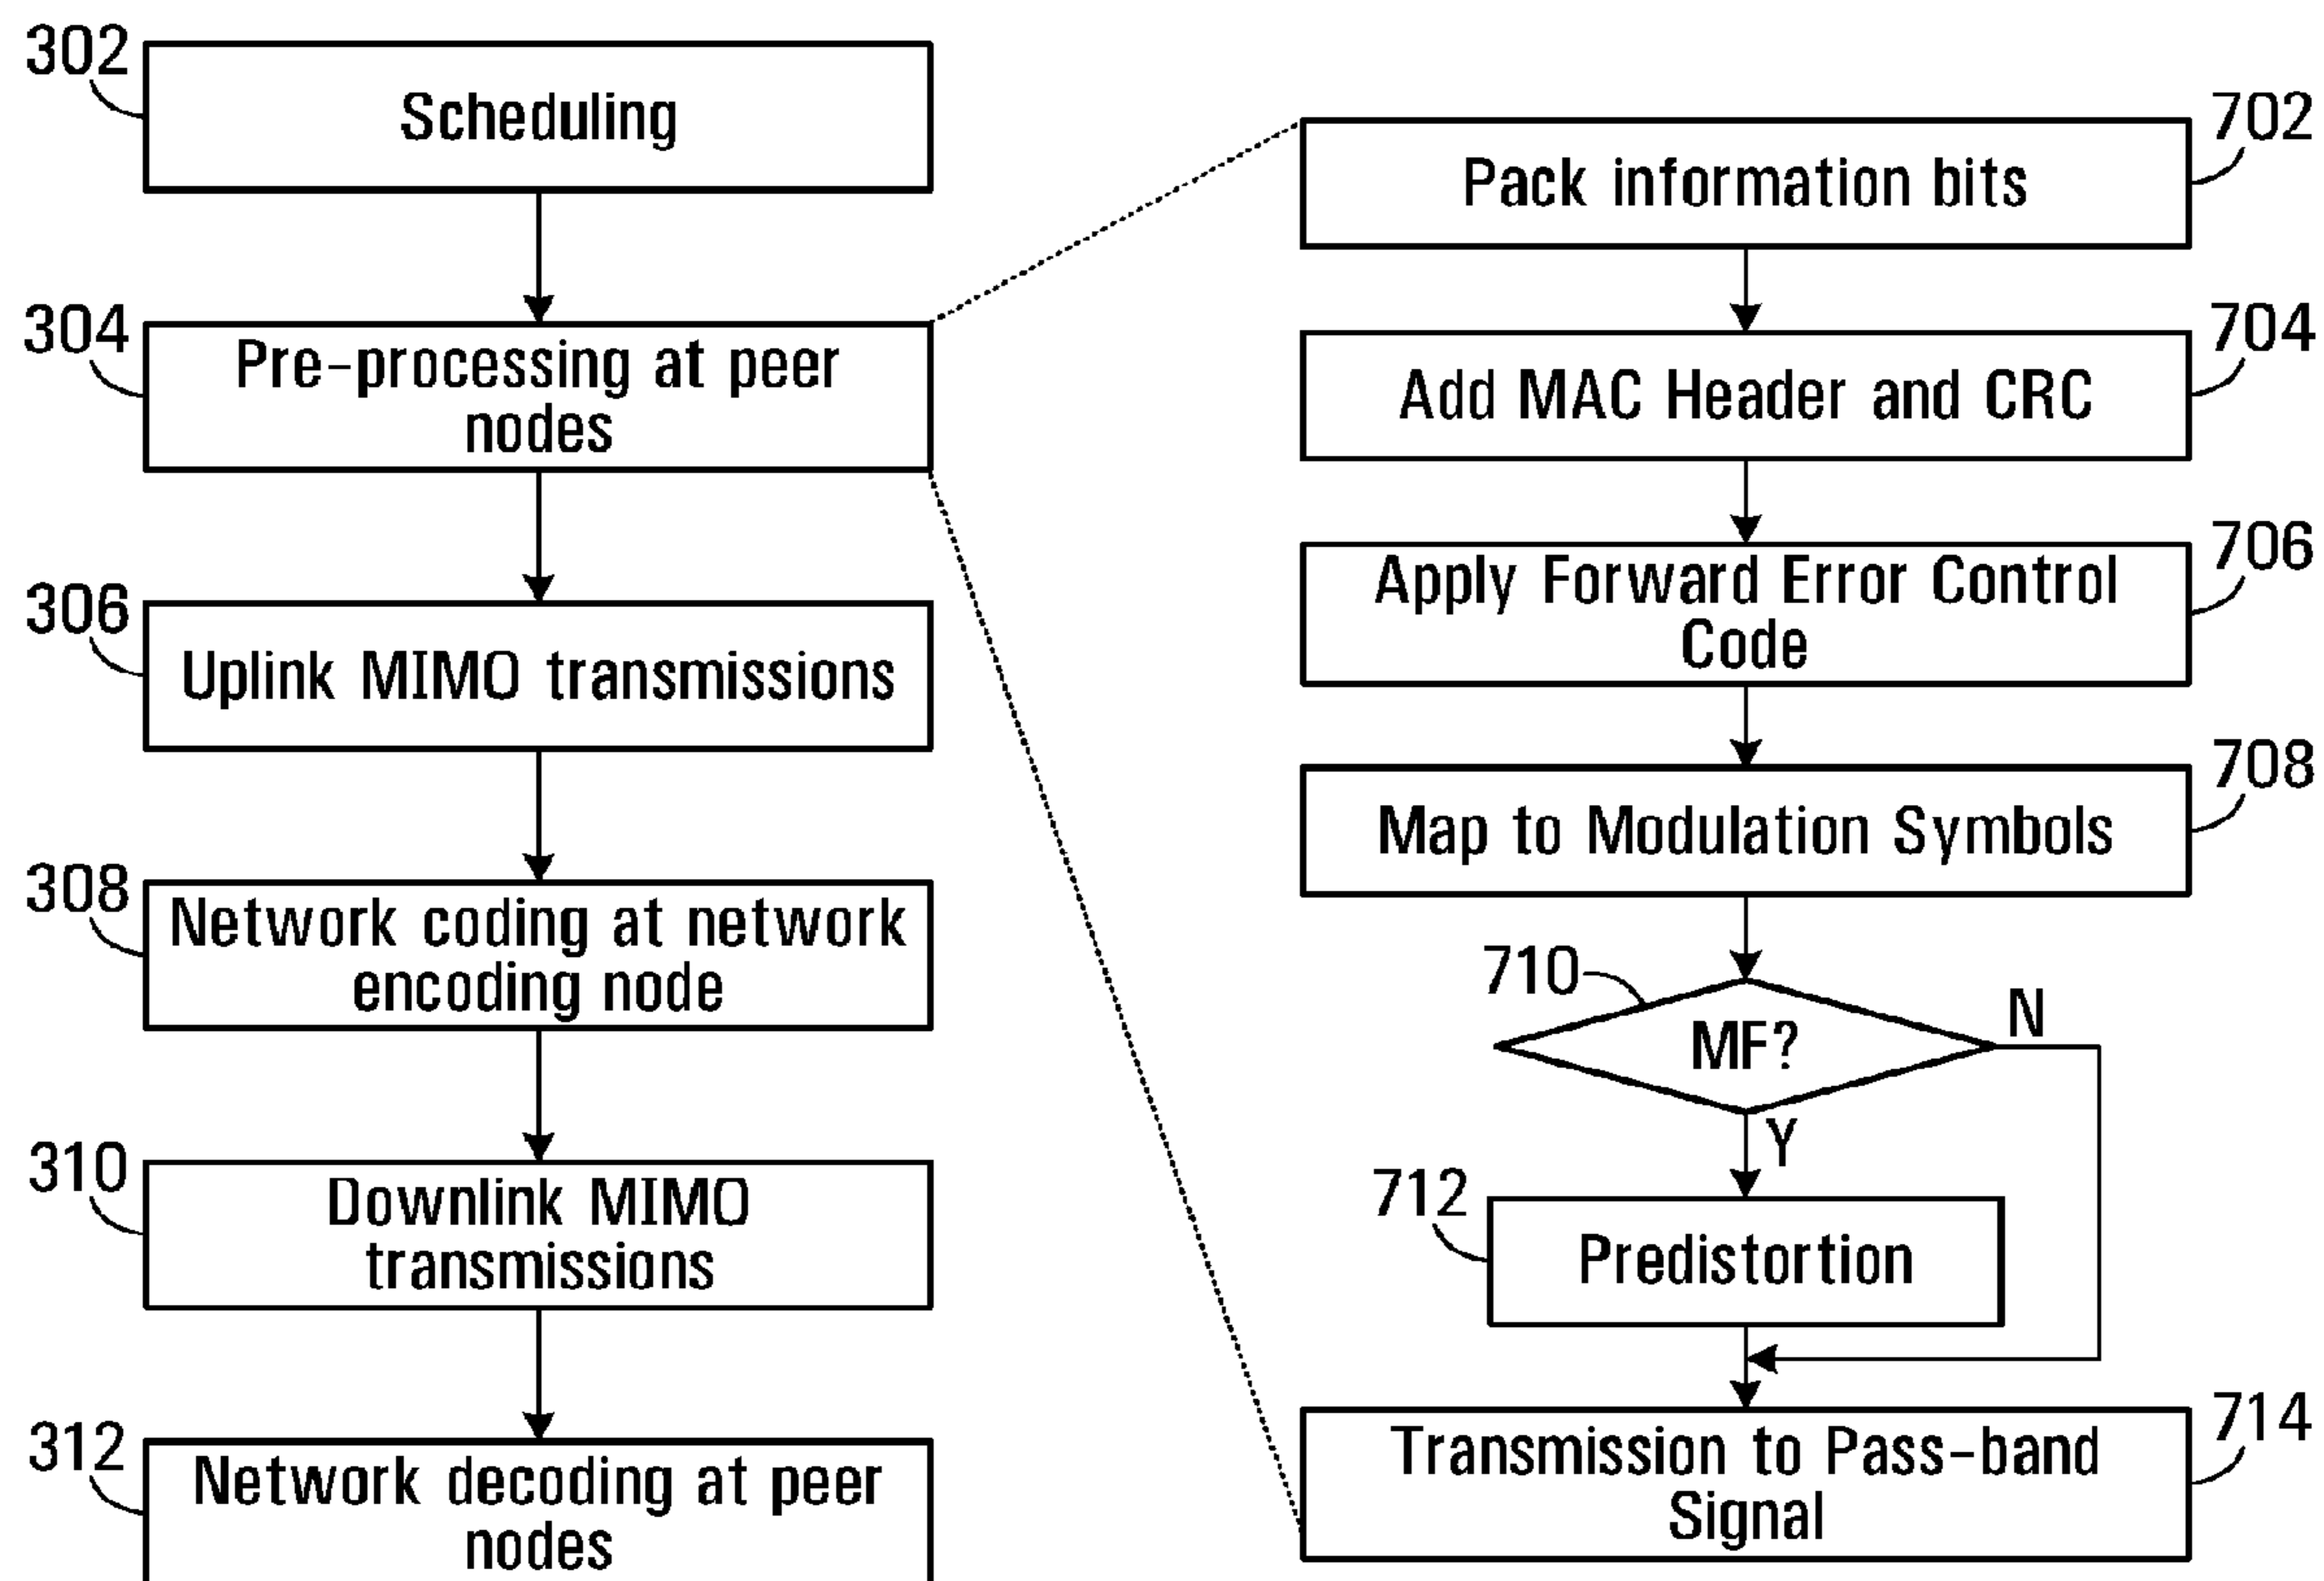 302
Scheduling
304
Pre-processing at peer
nodes
306
Uplink MIMO transmissions
308
Network coding at network
encoding node
310
Downlink MIMO
transmissions
312
Network decoding at peer
nodes
702
Pack information bits
704
Add MAC Header and CRC
706
Apply Forward Error Control
Code
708
Map to Modulation Symbols
710
MF?
N
Y
712
Predistortion
714
Transmission to Pass-band
Signal